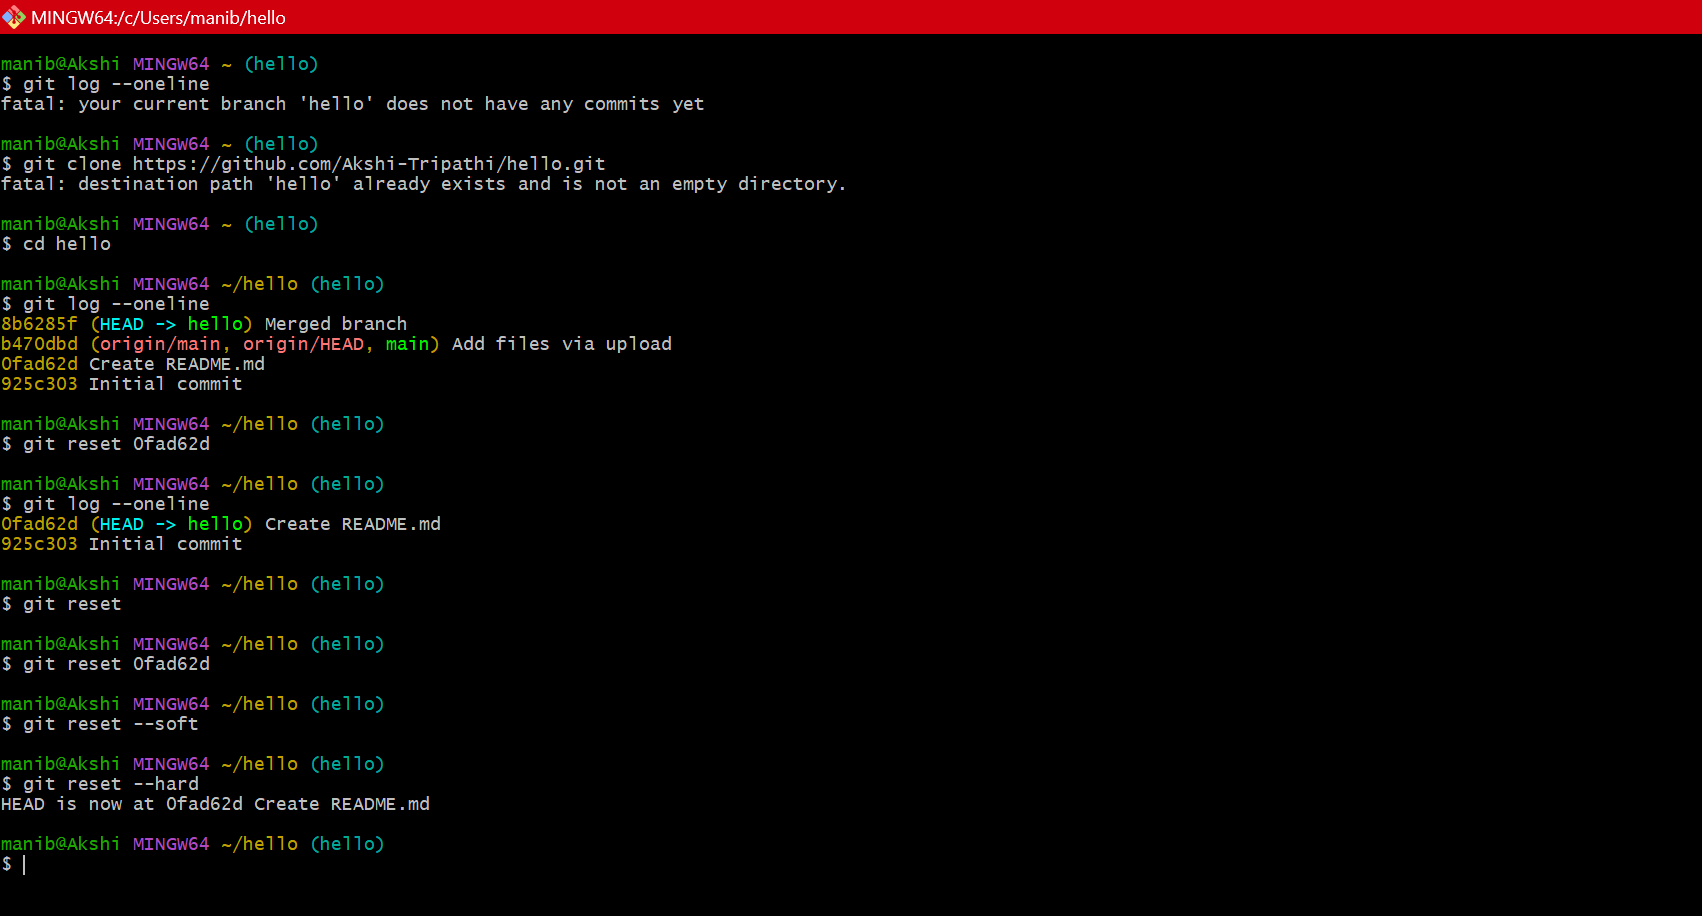 MINGW64:/c/Users/manib/hello
manib@Akshi MINGW64 ~ (hello)
$ git log --oneline
fatal: your current branch 'hello' does not have any commits yet
manib@Akshi MINGW64 ~ (hello)
$ git clone https://github.com/Akshi-Tripathi/hello.git
fatal: destination path 'hello' already exists and is not an empty directory.
manib@Akshi MINGW64 ~ (hello)
$ cd hello
manib@Akshi MINGW64 ~/hello (hello)
$ git log --oneline
8b6285f (HEAD -> hello) Merged branch
b470dbd (origin/main, origin/HEAD, main) Add files via upload
0fad62d Create README.md
925c303 Initial commit
manib@Akshi MINGW64 ~/hello (hello)
$ git reset 0fad62d
manib@Akshi MINGW64 ~/hello (hello)
$ git log --oneline
0fad62d (HEAD -> hello) Create README.md
925c303 Initial commit
manib@Akshi MINGW64 ~/hello (hello)
$ git reset
manib@Akshi MINGW64 ~/hello (hello)
$ git reset 0fad62d
manib@Akshi MINGW64 ~/hello (hello)
$ git reset --soft
manib@Akshi MINGW64 ~/hello (hello)
$ git reset --hard
HEAD is now at 0fad62d Create README.md
manib@Akshi MINGW64 ~/hello (hello)
$